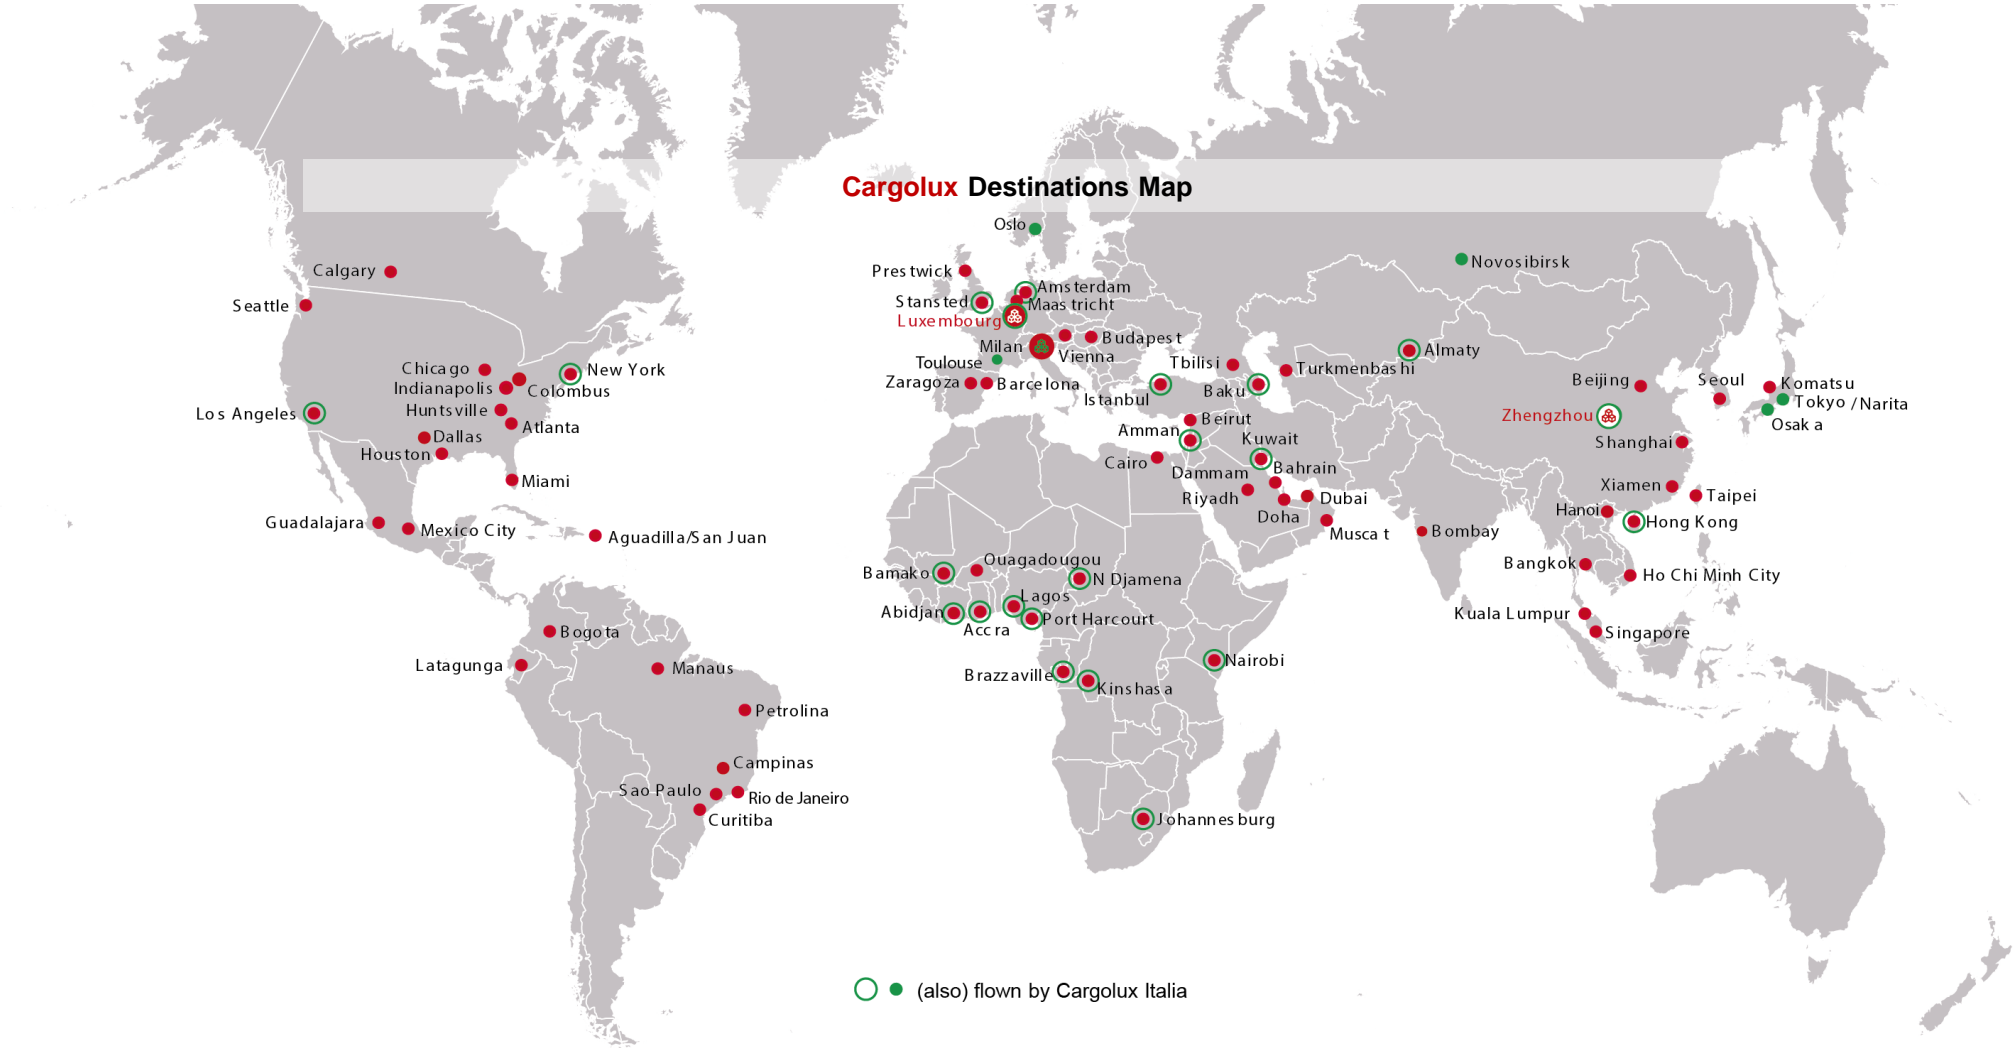 Cargolux Destinations Map
Oslo
Calgary
Seattle
Chicago
Indianapolis
Colombus
New York
Los Angeles
Huntsville
Atlanta
Dallas
Houston
Miami
Guadalajara
Mexico City
Aguadilla/San Juan
Bogota
Latagunga
Manaus
Petrolina
Campinas
Sao Paulo
Rio de Janeiro
Curitiba
Prestwick
Stansted
Amsterdam
Maastricht
Luxembourg
Milan
Vienna
Budapest
Toulouse
Zaragoza
Barcelona
Istanbul
Tbilisi
Baku
Turkmenbashi
Almaty
Novosibirsk
Beirut
Amman
Cairo
Kuwait
Dammam
Bahrain
Riyadh
Doha
Dubai
Muscat
Bamako
Ouagadougou
N Djamena
Abidjan
Accra
Lagos
Port Harcourt
Brazzaville
Kinshasa
Nairobi
Johannesburg
Beijing
Seoul
Komatsu
Tokyo /Narita
Osaka
Zhengzhou
Shanghai
Xiamen
Taipei
Hanoi
Hong Kong
Bombay
Bangkok
Ho Chi Minh City
Kuala Lumpur
Singapore
(also) flown by Cargolux Italia